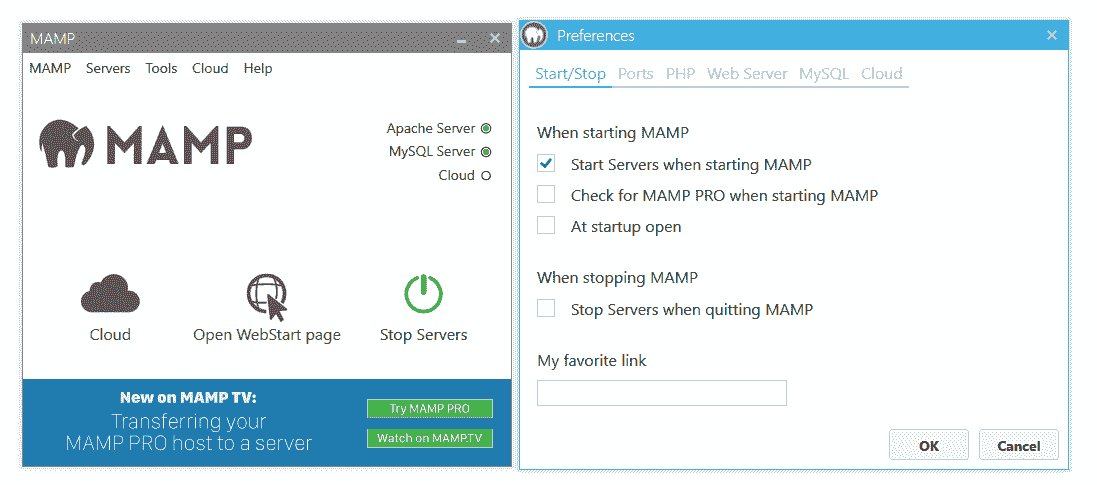 MAMP
MAMP Servers Tools Cloud Help
MAMP
Apache Server
MySQL Server
Cloud
Cloud
Open WebStart page
Stop Servers
New on MAMP TV:
Transferring your
MAMP PRO host to a server
Try MAMP PRO
Watch on MAMP.TV
Preferences
Start/Stop Ports PHP Web Server MySQL Cloud
When starting MAMP
Start Servers when starting MAMP
Check for MAMP PRO when starting MAMP
At startup open
When stopping MAMP
Stop Servers when quitting MAMP
My favorite link
OK Cancel